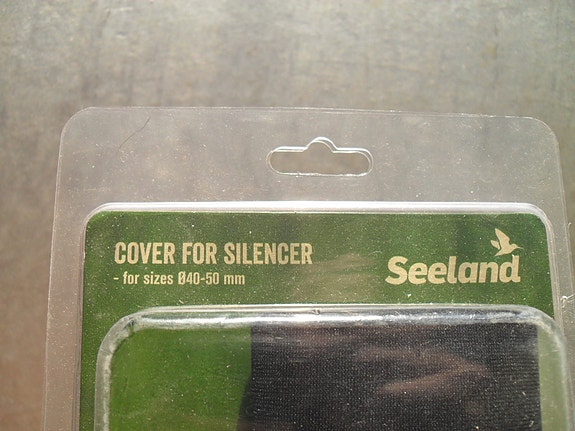 COVER FOR SILENCER
- for sizes Ø40-50 mm
Seeland